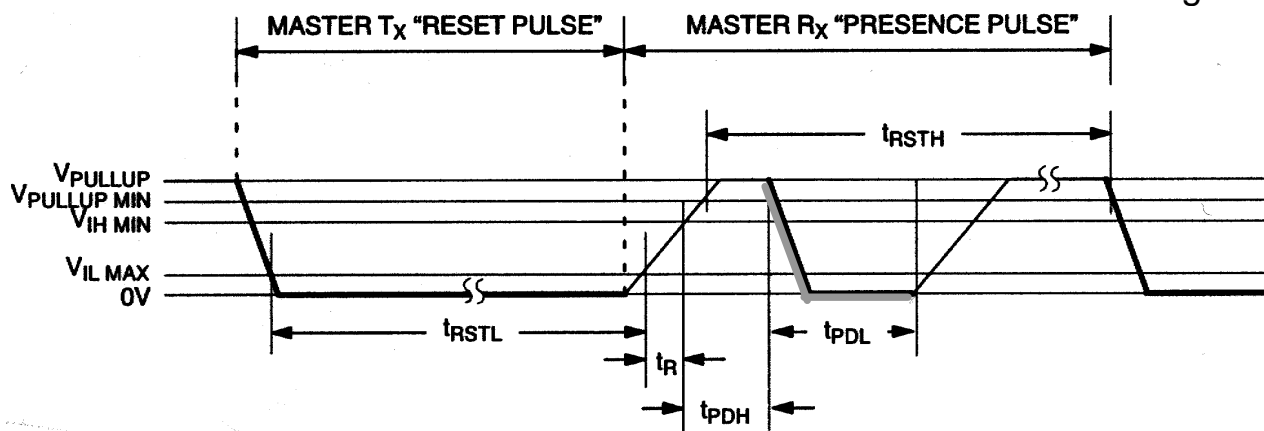 MASTER TX “RESET PULSE”
MASTER RX “PRESENCE PULSE”
tRSTH
VPULLUP
VPULLUP MIN
VIH MIN
VIL MAX
0V
tRSTL
tPDL
tR
tPDH